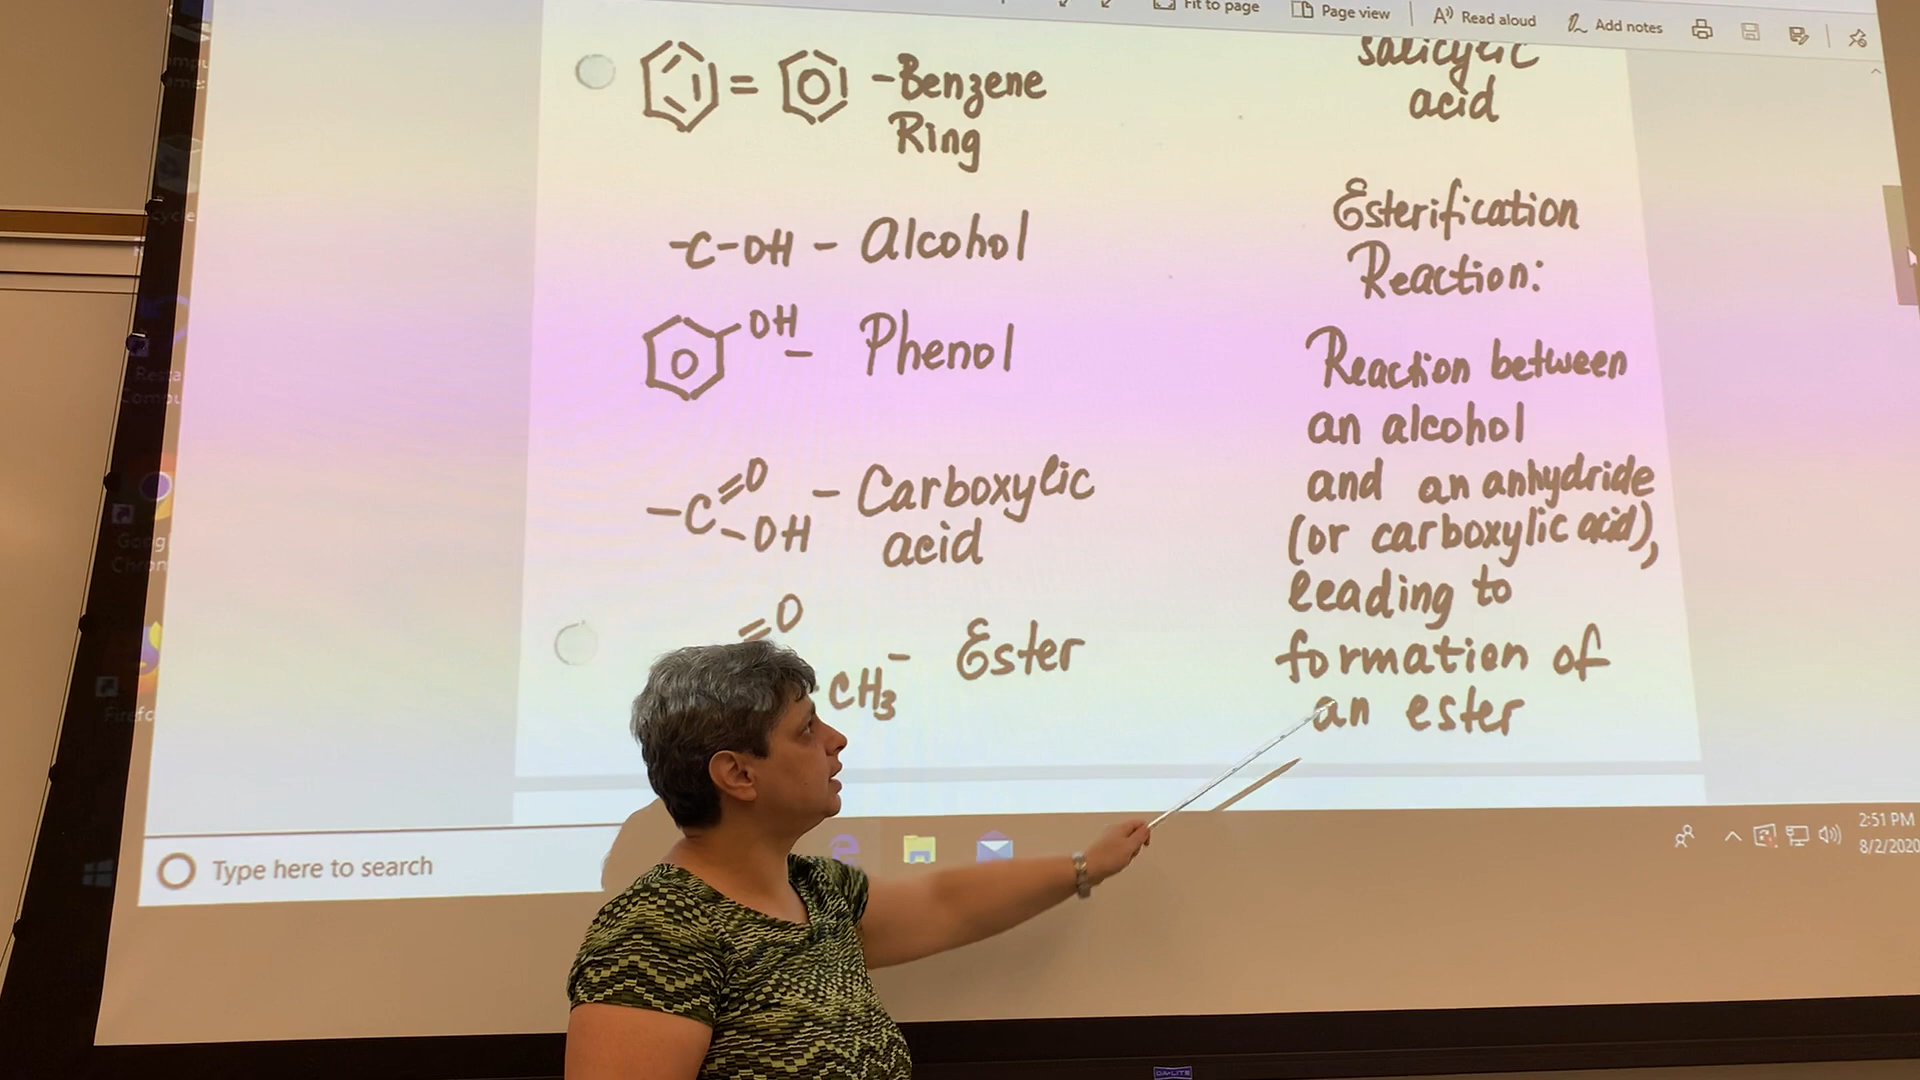 Fit to page
Page view
Read aloud
Add notes
= -Benzene
Ring
-C-OH - Alcohol
OH
- Phenol
=O
-C - Carboxylic
-OH acid
=O
- Ester
CH3
salicylic
acid
Esterification
Reaction:
Reaction between
an alcohol
and an anhydride
(or carboxylic acid),
leading to
formation of
an ester
Type here to search
2:51 PM
8/2/2020
DA-LITE